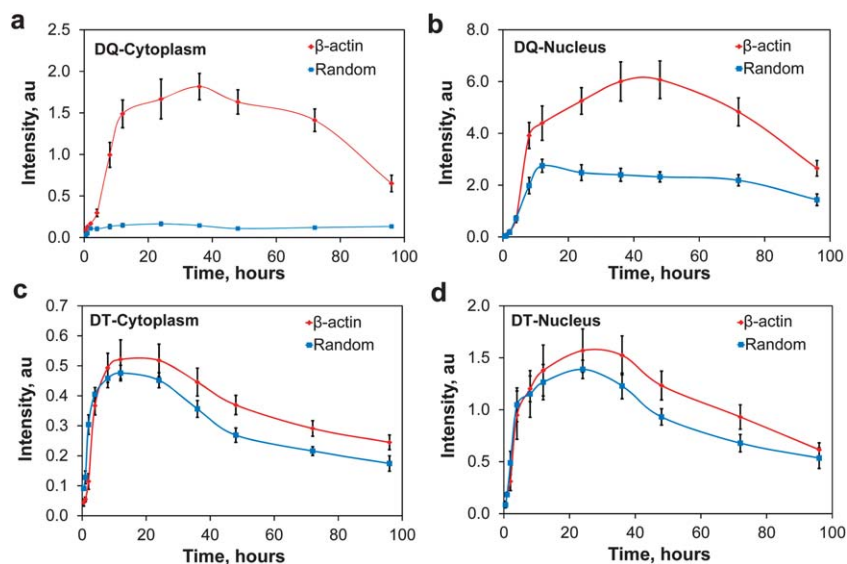 a
DQ-Cytoplasm
β-actin
Random
Intensity, au
2.5
2.0
1.5
1.0
0.5
0.0
0 20 40 60 80 100
Time, hours
b
DQ-Nucleus
β-actin
Random
Intensity, au
8.0
6.0
4.0
2.0
0.0
0 20 40 60 80 100
Time, hours
c
DT-Cytoplasm
β-actin
Random
Intensity, au
0.7
0.6
0.5
0.4
0.3
0.2
0.1
0.0
0 20 40 60 80 100
Time, hours
d
DT-Nucleus
β-actin
Random
Intensity, au
2.0
1.5
1.0
0.5
0.0
0 20 40 60 80 100
Time, hours